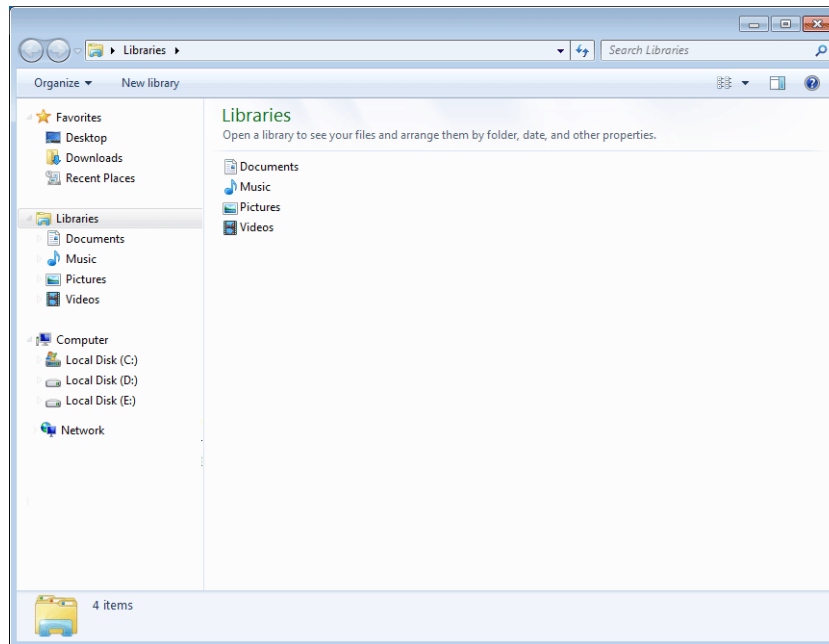 Libraries
Search Libraries
Organize New library
Favorites
Desktop
Downloads
Recent Places
Libraries
Documents
Music
Pictures
Videos
Computer
Local Disk (C:)
Local Disk (D:)
Local Disk (E:)
Network
Libraries
Open a library to see your files and arrange them by folder, date, and other properties.
Documents
Music
Pictures
Videos
4 items